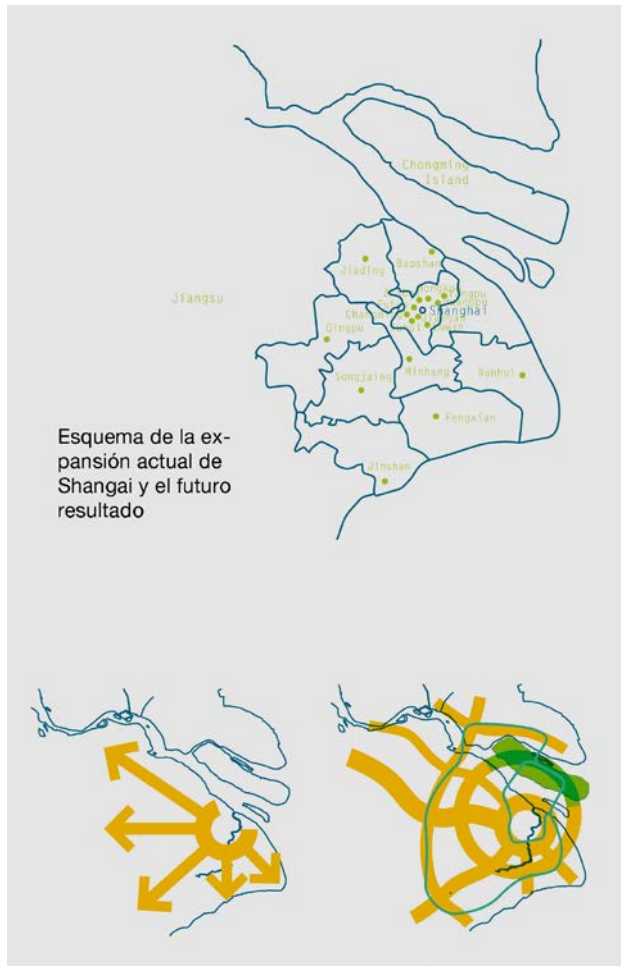 Chongming
Island
Baoshan
Jiading
Jiangsu
Shanghai
Qingpu
Minhang
Nanhui
Songjaing
Fengxian
Jinshan
Esquema de la ex-
pansión actual de
Shangai y el futuro
resultado